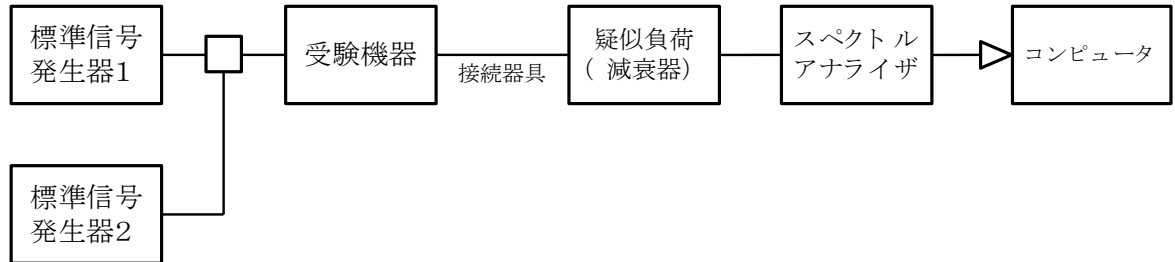 標準信号
発生器1
受験機器
接続器具
疑似負荷
(減衰器)
スペクトル
アナライザ
コンピュータ
標準信号
発生器2